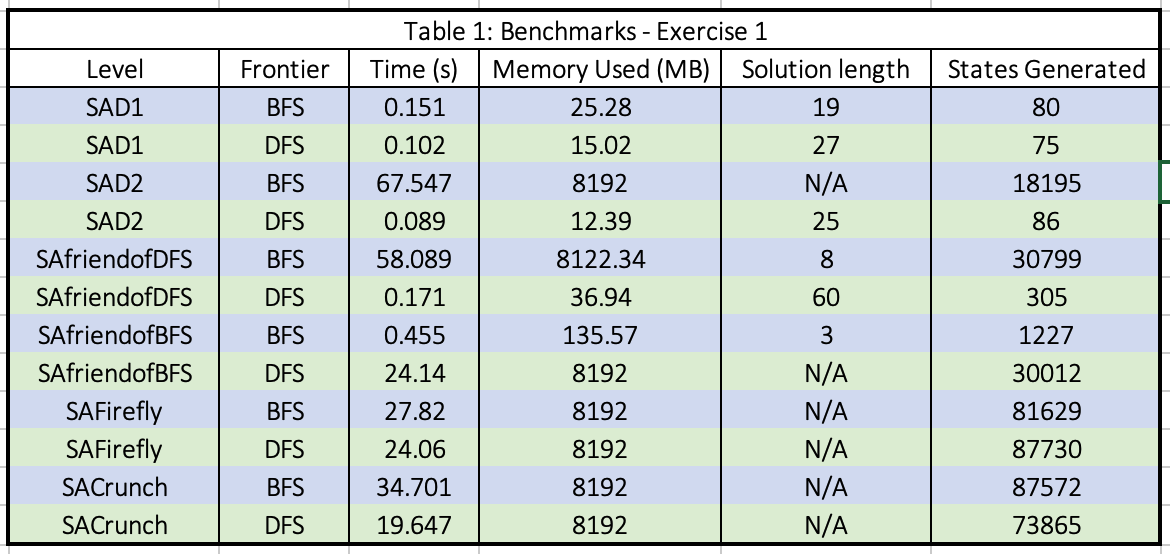 Table 1: Benchmarks - Exercise 1
Level Frontier Time (s) Memory Used (MB) Solution length States Generated
SAD1 BFS 0.151 25.28 19 80
SAD1 DFS 0.102 15.02 27 75
SAD2 BFS 67.547 8192 N/A 18195
SAD2 DFS 0.089 12.39 25 86
SAfriendofDFS BFS 58.089 8122.34 8 30799
SAfriendofDFS DFS 0.171 36.94 60 305
SAfriendofBFS BFS 0.455 135.57 3 1227
SAfriendofBFS DFS 24.14 8192 N/A 30012
SAFirefly BFS 27.82 8192 N/A 81629
SAFirefly DFS 24.06 8192 N/A 87730
SACrunch BFS 34.701 8192 N/A 87572
SACrunch DFS 19.647 8192 N/A 73865